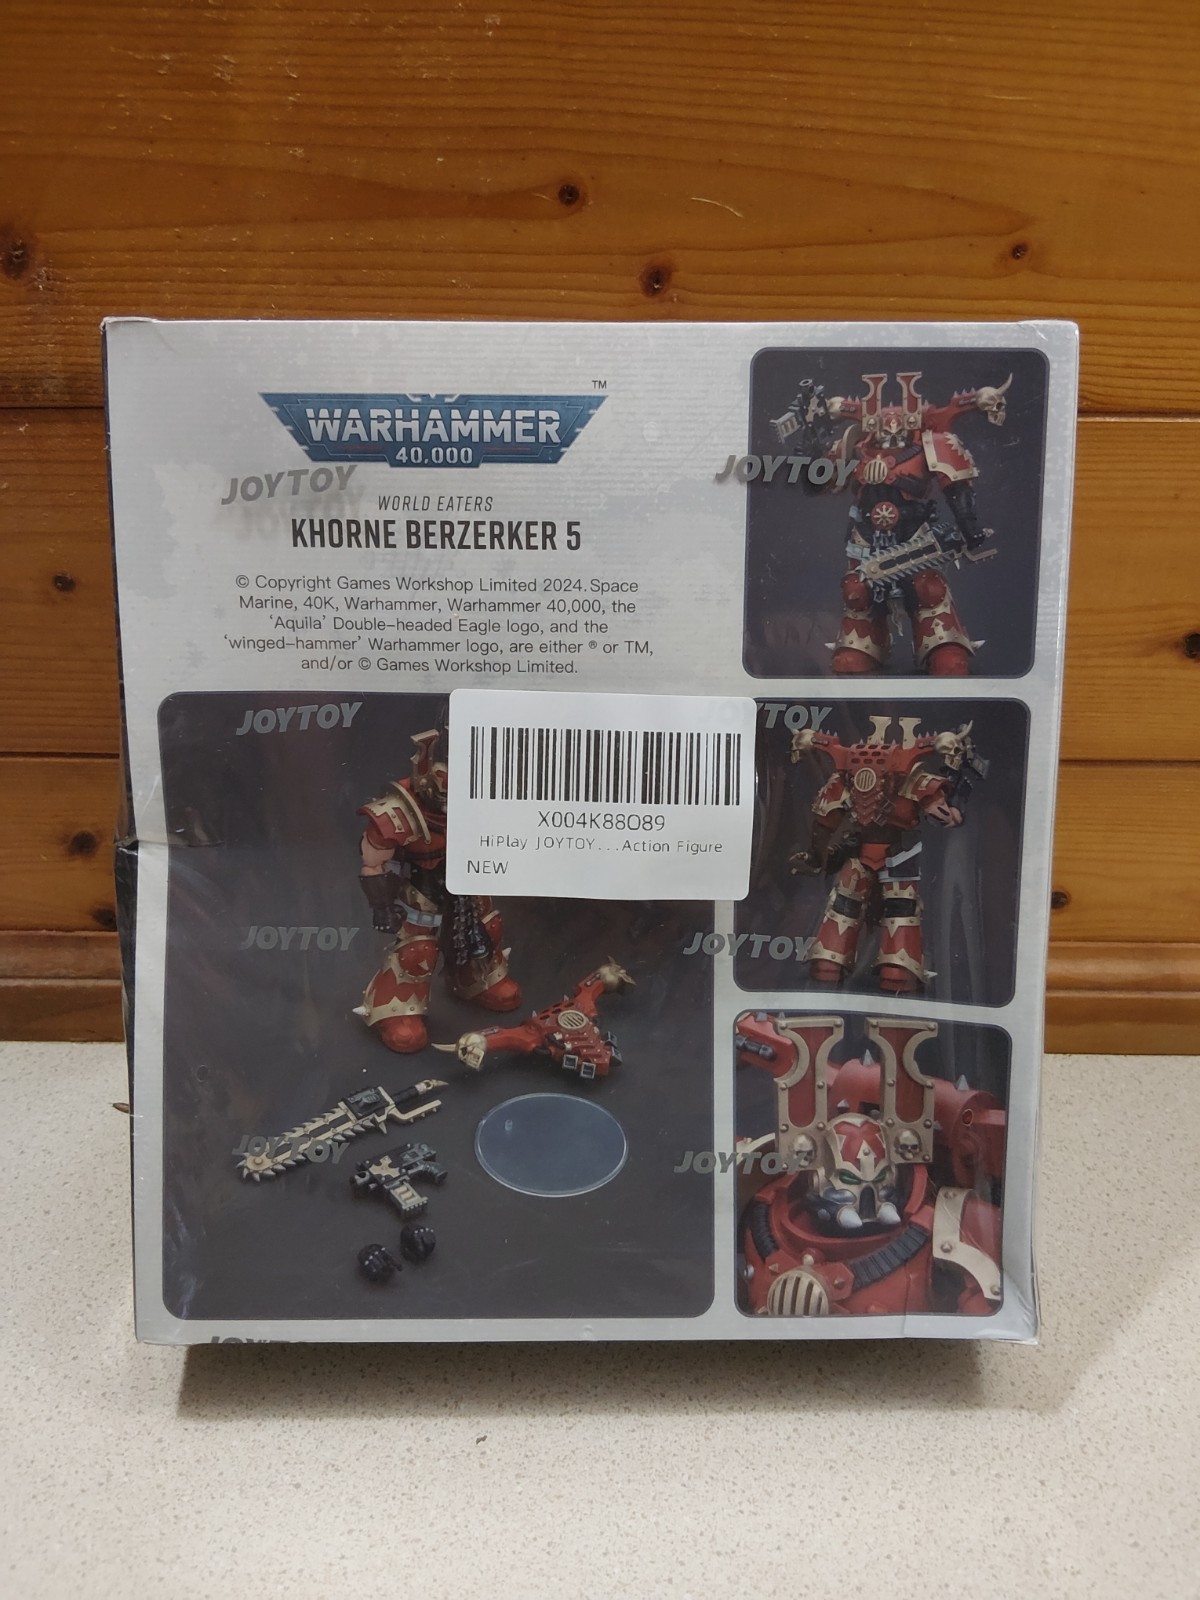 WARHAMMER
TM
40,000
JOYTOY
WORLD EATERS
KHORNE BERZERKER 5
© Copyright Games Workshop Limited 2024. Space
Marine, 40K, Warhammer, Warhammer 40,000, the
‘Aquila’ Double-headed Eagle logo, and the
‘winged-hammer’ Warhammer logo, are either ® or TM,
and/or © Games Workshop Limited.
JOYTOY
JOYTOY
JOYTOY
X004K88O89
HiPlay JOYTOY...Action Figure
NEW
JOYTOY
JOYTOY
JOYTOY
JOYTOY
JOYTOY